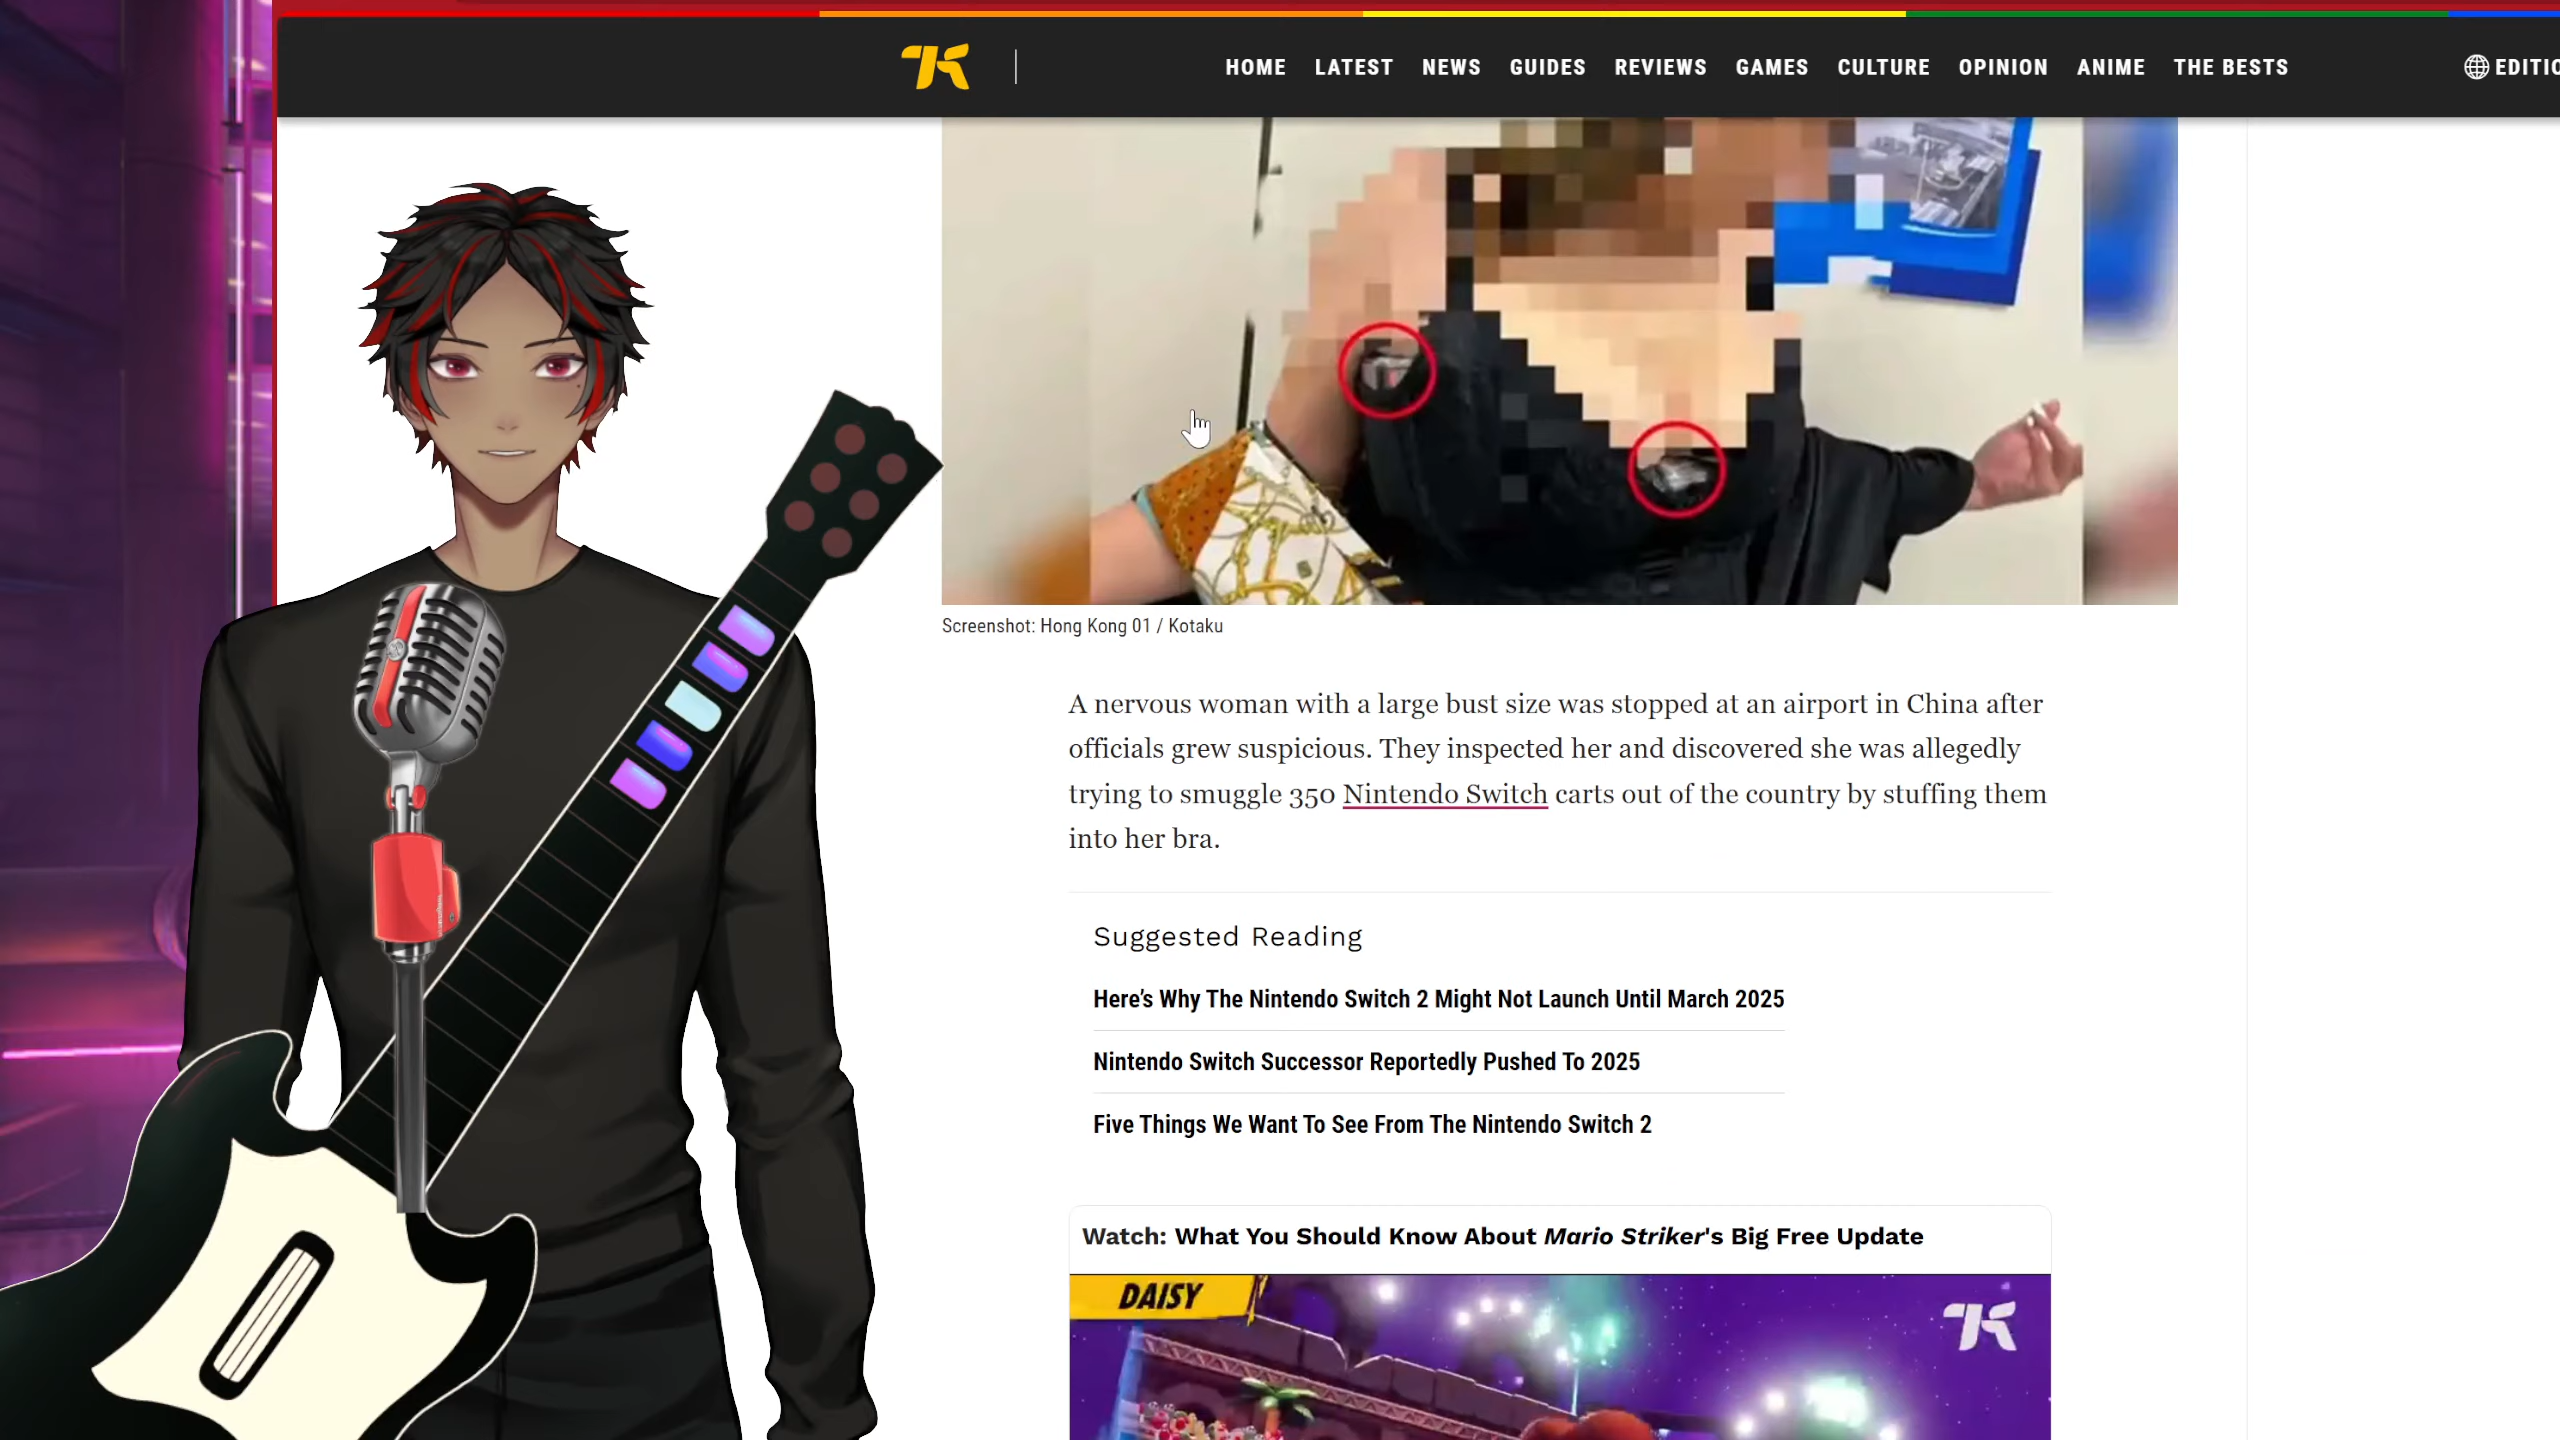 HOME LATEST NEWS GUIDES REVIEWS GAMES CULTURE OPINION ANIME THE BESTS EDITIO
Screenshot: Hong Kong 01 / Kotaku
A nervous woman with a large bust size was stopped at an airport in China after
officials grew suspicious. They inspected her and discovered she was allegedly
trying to smuggle 350 Nintendo Switch carts out of the country by stuffing them
into her bra.
Suggested Reading
Here’s Why The Nintendo Switch 2 Might Not Launch Until March 2025
Nintendo Switch Successor Reportedly Pushed To 2025
Five Things We Want To See From The Nintendo Switch 2
Watch: What You Should Know About Mario Striker's Big Free Update
DAISY